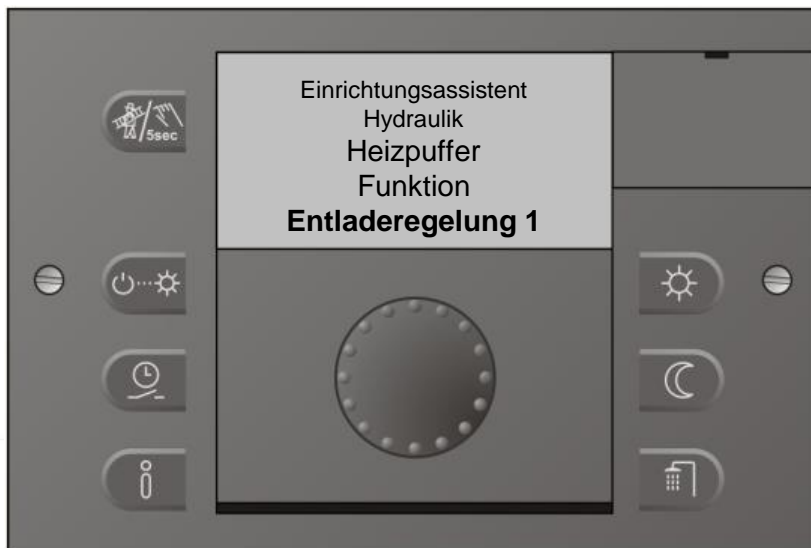 5sec
Einrichtungsassistent
Hydraulik
Heizpuffer
Funktion
Entladeregelung 1